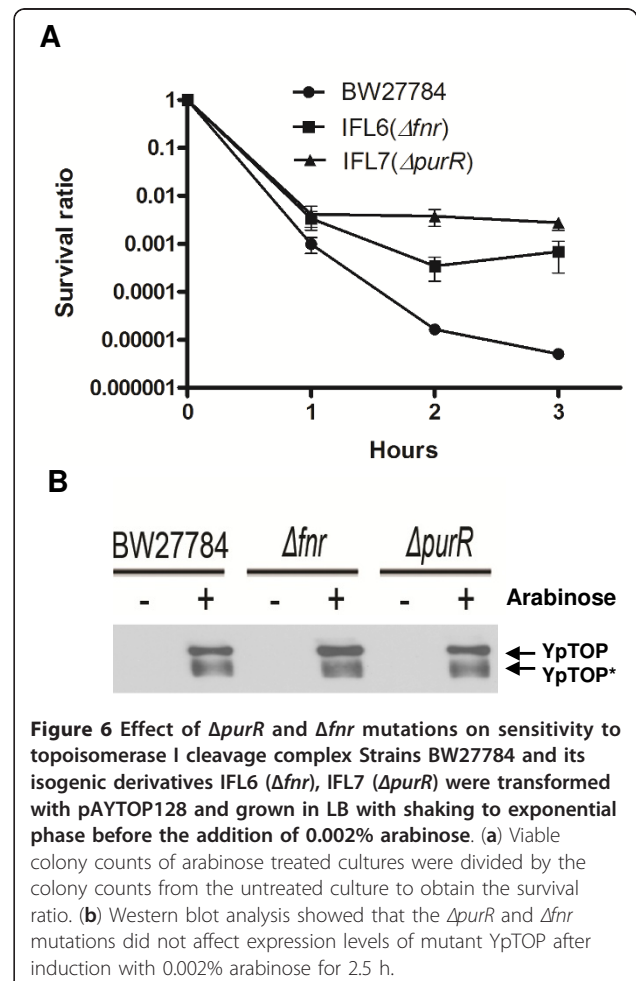 A
Survival ratio
1
0.1
0.01
0.001
0.0001
0.00001
0.000001
BW27784
IFL6(Δfnr)
IFL7(ΔpurR)
0 1 2 3
Hours
B
BW27784 Δfnr ΔpurR
- + - + - + Arabinose
YpTOP
YpTOP*
Figure 6 Effect of ΔpurR and Δfnr mutations on sensitivity to
topoisomerase I cleavage complex Strains BW27784 and its
isogenic derivatives IFL6 (Δfnr), IFL7 (ΔpurR) were transformed
with pAYTOP128 and grown in LB with shaking to exponential
phase before the addition of 0.002% arabinose. (a) Viable
colony counts of arabinose treated cultures were divided by the
colony counts from the untreated culture to obtain the survival
ratio. (b) Western blot analysis showed that the ΔpurR and Δfnr
mutations did not affect expression levels of mutant YpTOP after
induction with 0.002% arabinose for 2.5 h.